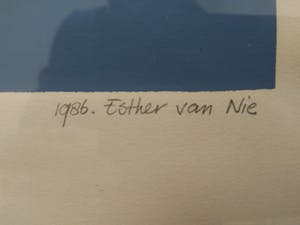 1986. Esther van Nie